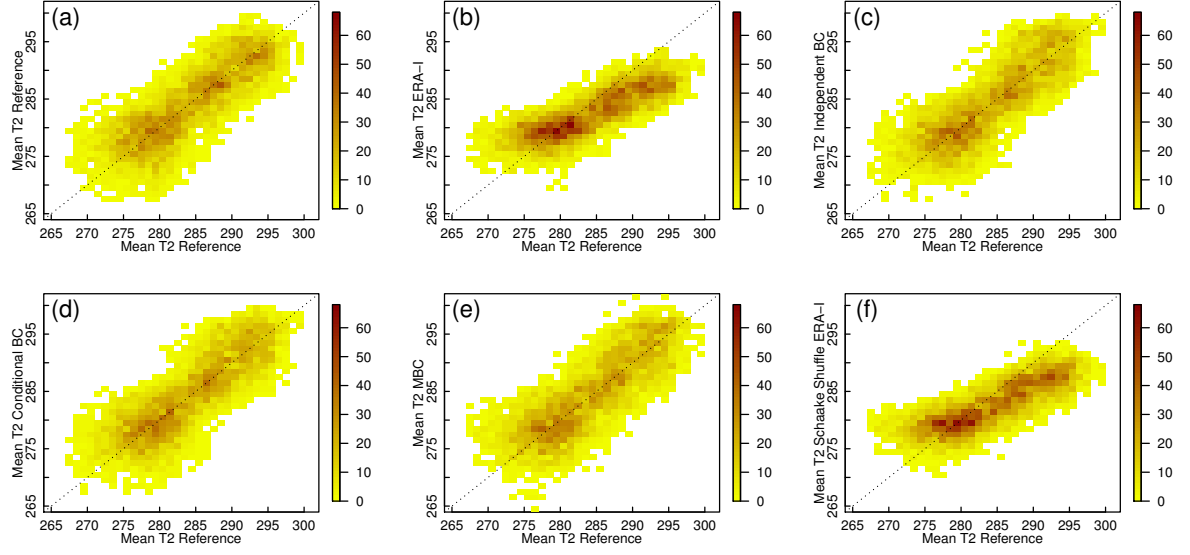 (a)
Mean T2 Reference
265 275 285 295
265 270 275 280 285 290 295 300
Mean T2 Reference
0 10 20 30 40 50 60
(b)
Mean T2 ERA−I
265 275 285 295
265 270 275 280 285 290 295 300
Mean T2 Reference
0 10 20 30 40 50 60
(c)
Mean T2 Independent BC
265 275 285 295
265 270 275 280 285 290 295 300
Mean T2 Reference
0 10 20 30 40 50 60
(d)
Mean T2 Conditional BC
265 275 285 295
265 270 275 280 285 290 295 300
Mean T2 Reference
0 10 20 30 40 50 60
(e)
Mean T2 MBC
265 275 285 295
265 270 275 280 285 290 295 300
Mean T2 Reference
0 10 20 30 40 50 60
(f)
Mean T2 Schaake Shuffle ERA−I
265 275 285 295
265 270 275 280 285 290 295 300
Mean T2 Reference
0 10 20 30 40 50 60